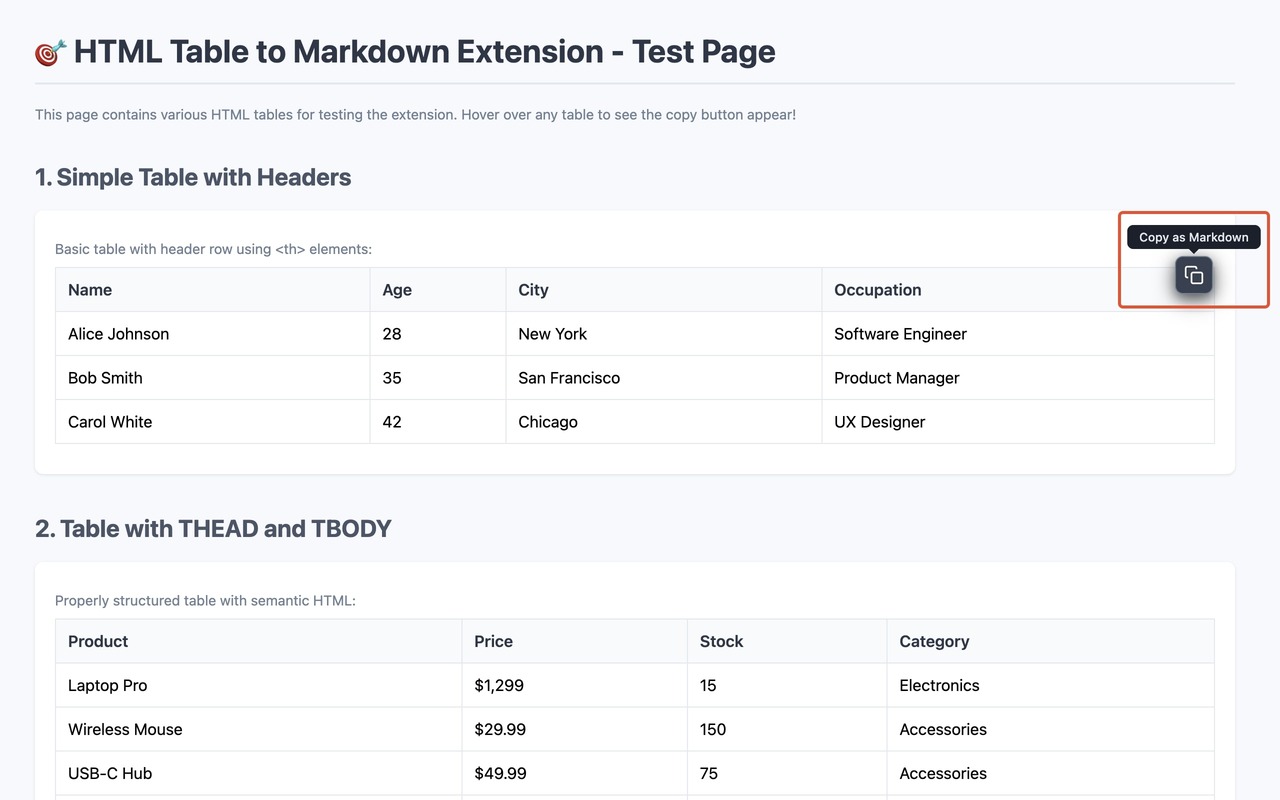 🎯 HTML Table to Markdown Extension - Test Page
This page contains various HTML tables for testing the extension. Hover over any table to see the copy button appear!
1. Simple Table with Headers
Copy as Markdown
Basic table with header row using <th> elements:
Name Age City Occupation
Alice Johnson 28 New York Software Engineer
Bob Smith 35 San Francisco Product Manager
Carol White 42 Chicago UX Designer
2. Table with THEAD and TBODY
Properly structured table with semantic HTML:
Product Price Stock Category
Laptop Pro $1,299 15 Electronics
Wireless Mouse $29.99 150 Accessories
USB-C Hub $49.99 75 Accessories